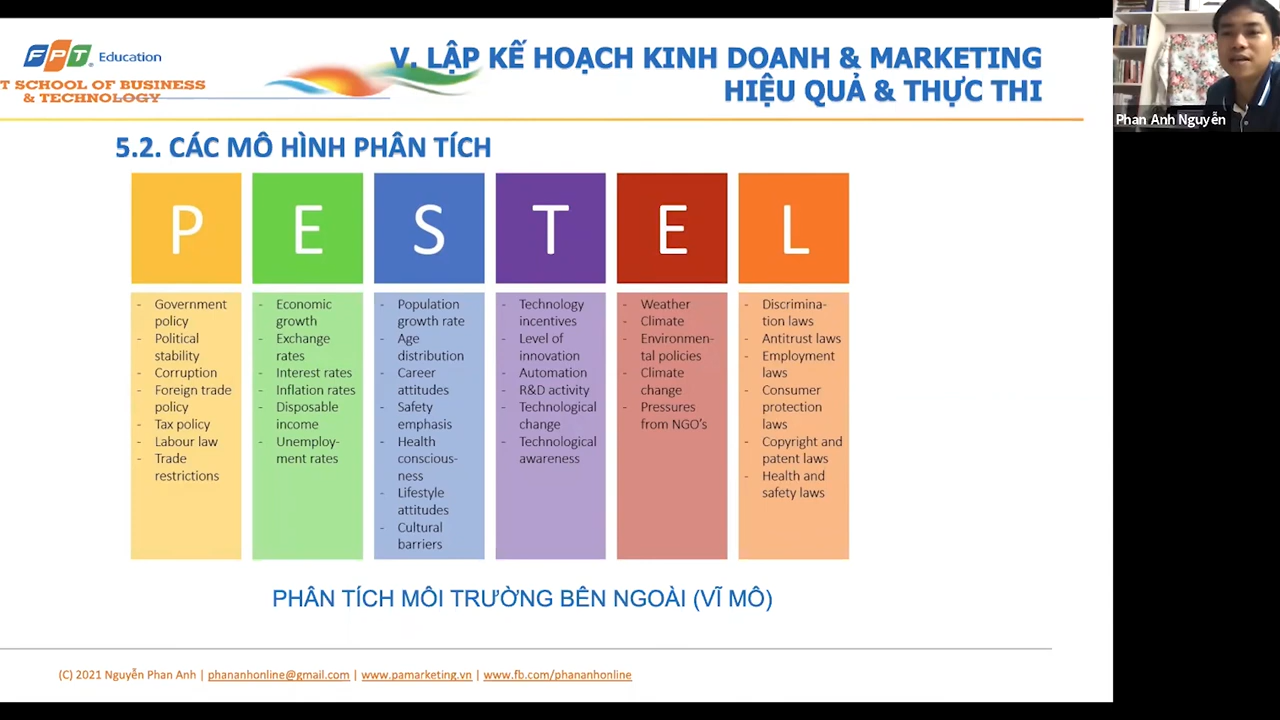 FPT Education
T SCHOOL OF BUSINESS
& TECHNOLOGY
V. LẬP KẾ HOẠCH KINH DOANH & MARKETING
HIỆU QUẢ & THỰC THI
Phan Anh Nguyễn
5.2. CÁC MÔ HÌNH PHÂN TÍCH
P
- Government
policy
- Political
stability
- Corruption
- Foreign trade
policy
- Tax policy
- Labour law
- Trade
restrictions
E
- Economic
growth
- Exchange
rates
- Interest rates
- Inflation rates
- Disposable
income
- Unemploy-
ment rates
S
- Population
growth rate
- Age
distribution
- Career
attitudes
- Safety
emphasis
- Health
conscious-
ness
- Lifestyle
attitudes
- Cultural
barriers
T
- Technology
incentives
- Level of
innovation
- Automation
- R&D activity
- Technological
change
- Technological
awareness
E
- Weather
- Climate
- Environmen-
tal policies
- Climate
change
- Pressures
from NGO's
L
- Discrimina-
tion laws
- Antitrust laws
- Employment
laws
- Consumer
protection
laws
- Copyright and
patent laws
- Health and
safety laws
PHÂN TÍCH MÔI TRƯỜNG BÊN NGOÀI (VĨ MÔ)
(C) 2021 Nguyễn Phan Anh | phananhonline@gmail.com | www.pamarketing.vn | www.fb.com/phananhonline